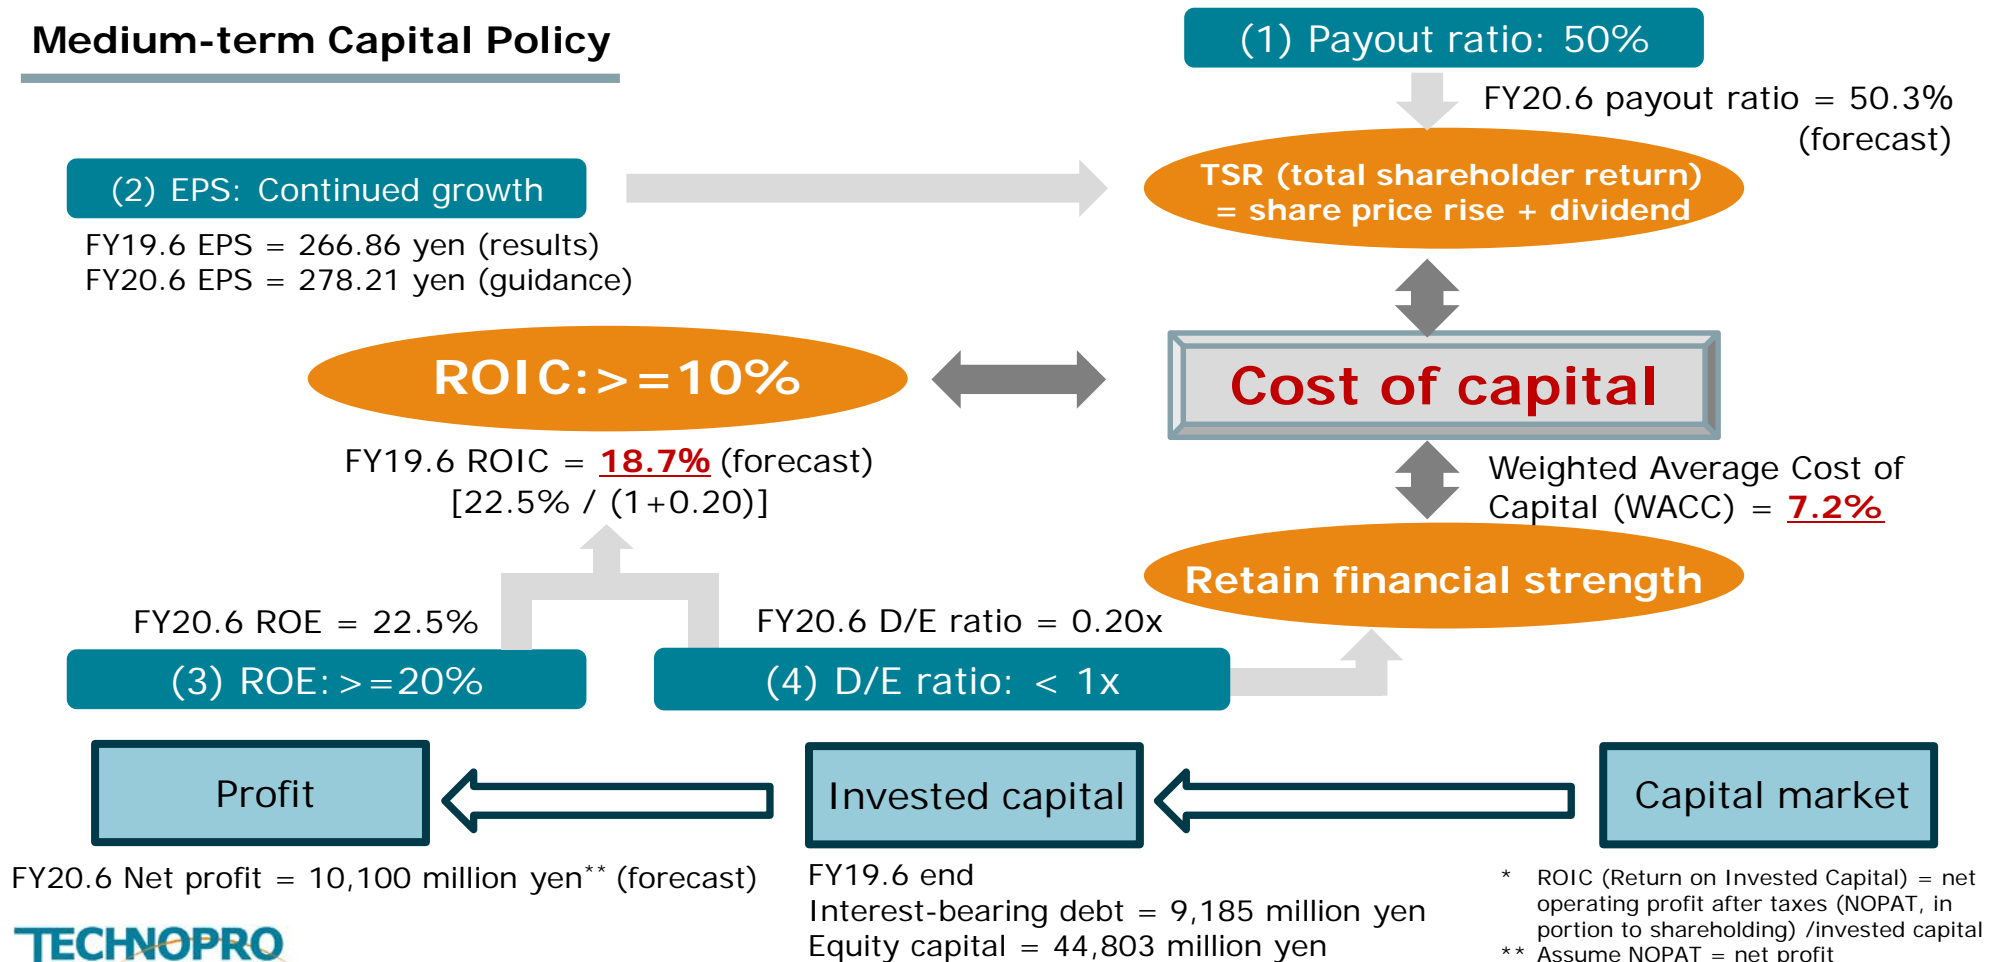 Medium-term Capital Policy
(1) Payout ratio: 50%
FY20.6 payout ratio = 50.3%
(forecast)
(2) EPS: Continued growth
TSR (total shareholder return)
= share price rise + dividend
FY19.6 EPS = 266.86 yen (results)
FY20.6 EPS = 278.21 yen (guidance)
ROIC:>=10%
Cost of capital
FY19.6 ROIC = 18.7% (forecast)
[22.5% / (1+0.20)]
Weighted Average Cost of
Capital (WACC) = 7.2%
Retain financial strength
FY20.6 ROE = 22.5%
FY20.6 D/E ratio = 0.20x
(3) ROE:>=20%
(4) D/E ratio: < 1x
Profit
Invested capital
Capital market
FY20.6 Net profit = 10,100 million yen** (forecast)
FY19.6 end
Interest-bearing debt = 9,185 million yen
Equity capital = 44,803 million yen
* ROIC (Return on Invested Capital) = net
operating profit after taxes (NOPAT, in
portion to shareholding) /invested capital
** Assume NOPAT = net profit
TECHNOPRO